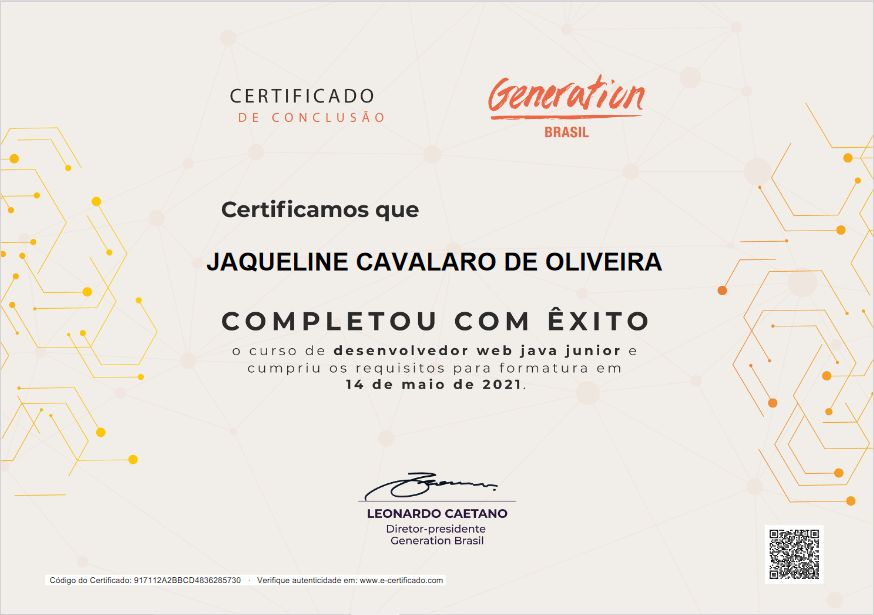 CERTIFICADO
DE CONCLUSÃO
Generation
BRASIL
Certificamos que
JAQUELINE CAVALARO DE OLIVEIRA
COMPLETOU COM ÊXITO
o curso de desenvolvedor web java junior e
cumpriu os requisitos para formatura em
14 de maio de 2021.
LEONARDO CAETANO
Diretor-presidente
Generation Brasil
Código do Certificado: 917112A2BBCD4836285730 · Verifique autenticidade em: www.e-certificado.com